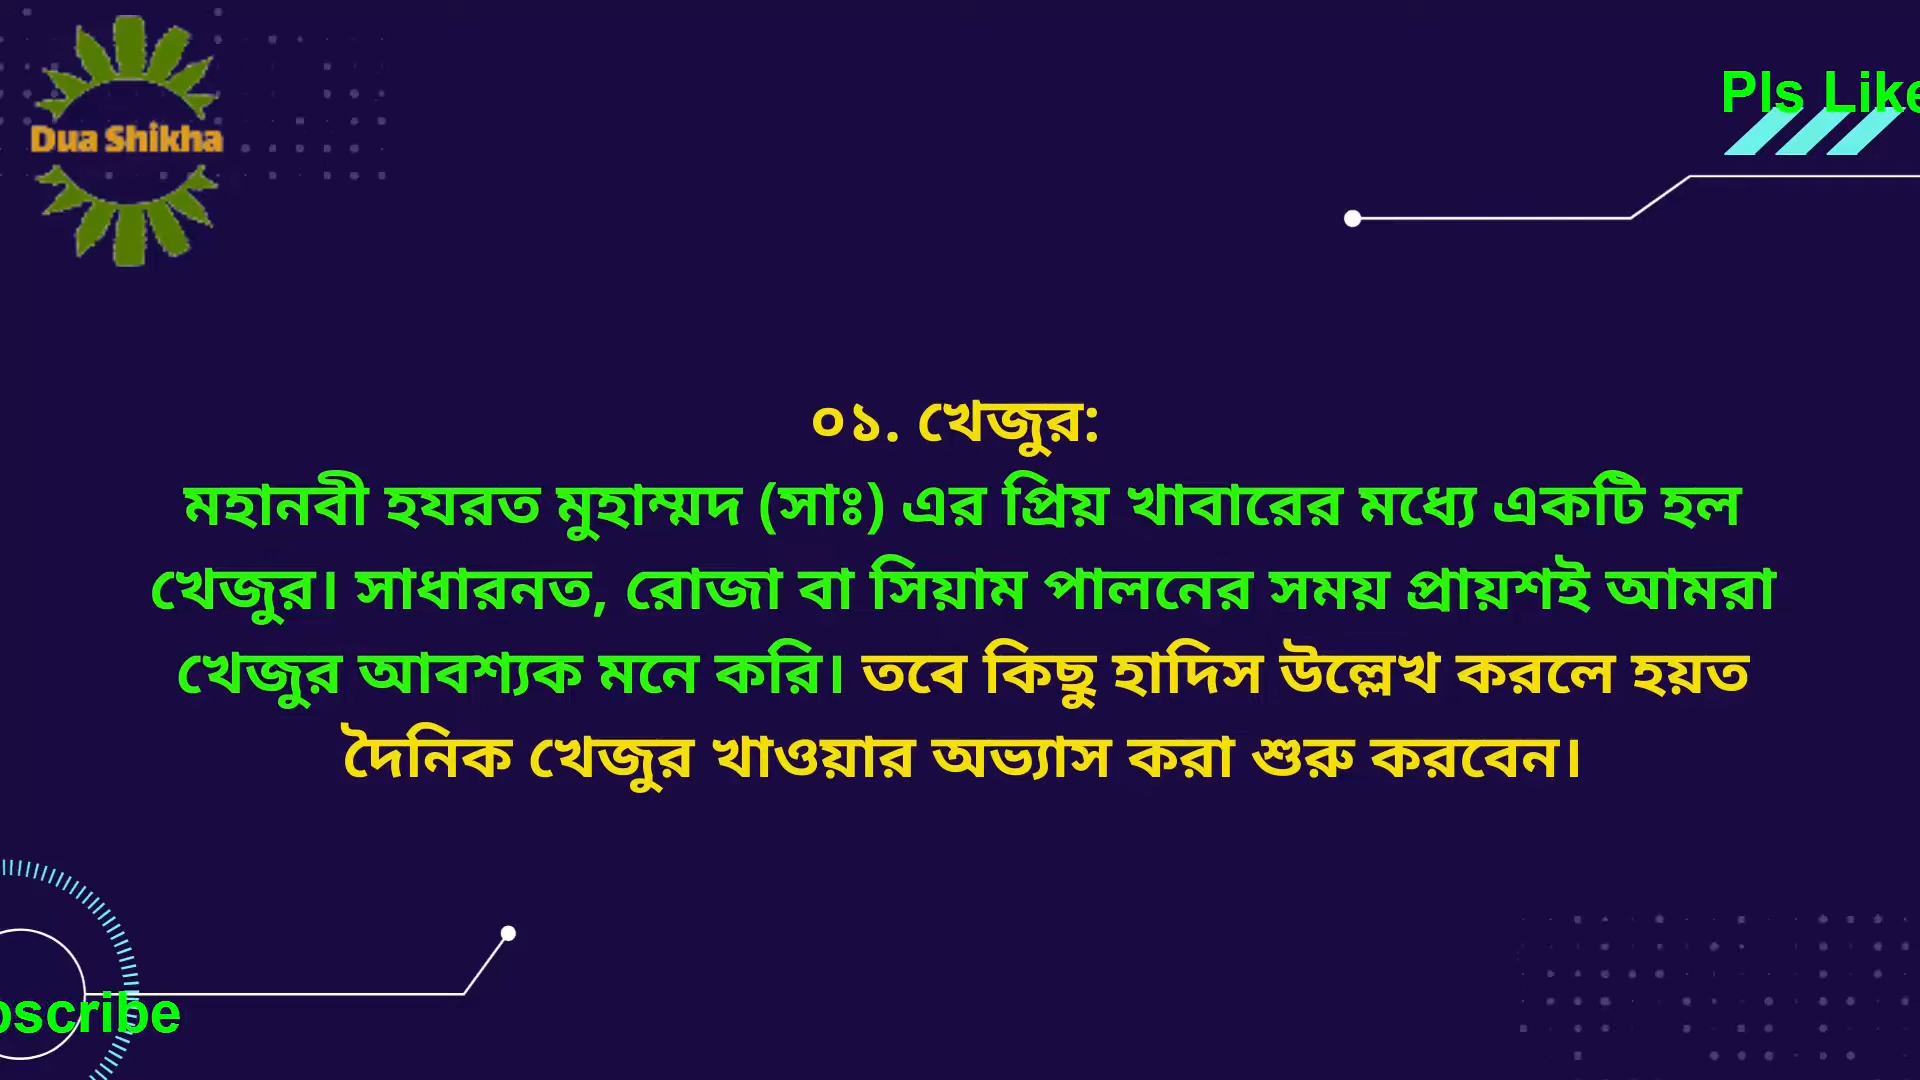 Dua Shikha
Pls Like
০১. খেজুর:
মহানবী হযরত মুহাম্মদ (সাঃ) এর প্রিয় খাবারের মধ্যে একটি হল
খেজুর। সাধারনত, রোজা বা সিয়াম পালনের সময় প্রায়শই আমরা
খেজুর আবশ্যক মনে করি। তবে কিছু হাদিস উল্লেখ করলে হয়ত
দৈনিক খেজুর খাওয়ার অভ্যাস করা শুরু করবেন।
bscribe